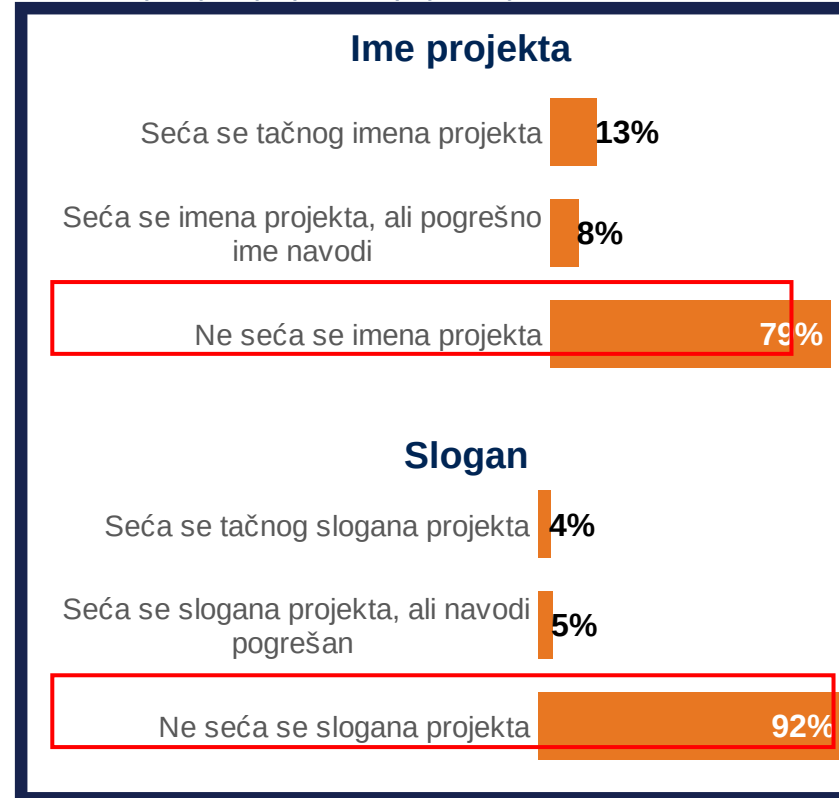 Ime projekta
Seća se tačnog imena projekta
13%
Seća se imena projekta, ali pogrešno
ime navodi
8%
Ne seća se imena projekta
79%
Slogan
Seća se tačnog slogana projekta
4%
Seća se slogana projekta, ali navodi
pogrešan
5%
Ne seća se slogana projekta
92%